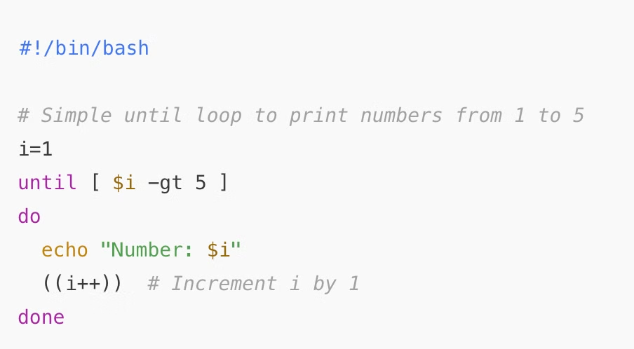 #!/bin/bash
# Simple until loop to print numbers from 1 to 5
i=1
until [ $i -gt 5 ]
do
  echo "Number: $i"
  ((i++))  # Increment i by 1
done